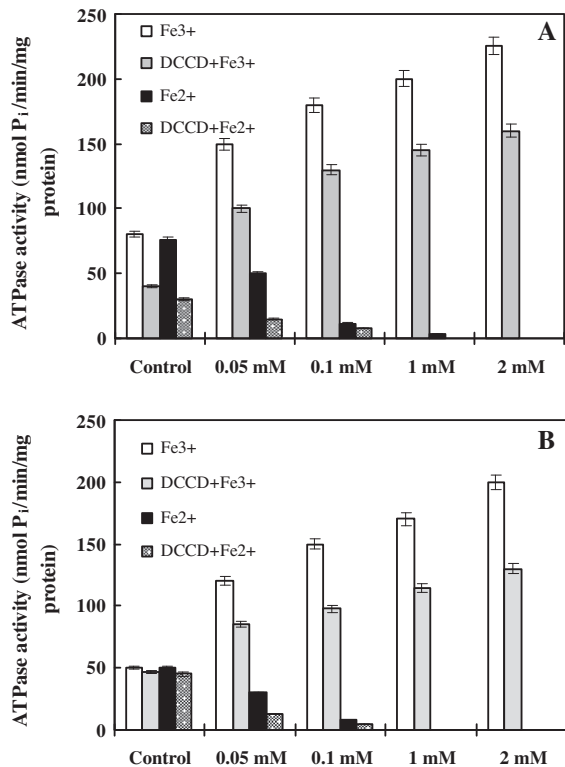 A
Fe3+
DCCD+Fe3+
Fe2+
DCCD+Fe2+
ATPase activity (nmol Pi/min/mg
protein)
250
200
150
100
50
0
Control 0.05 mM 0.1 mM 1 mM 2 mM
B
Fe3+
DCCD+Fe3+
Fe2+
DCCD+Fe2+
ATPase activity (nmol Pi/min/mg
protein)
250
200
150
100
50
0
Control 0.05 mM 0.1 mM 1 mM 2 mM